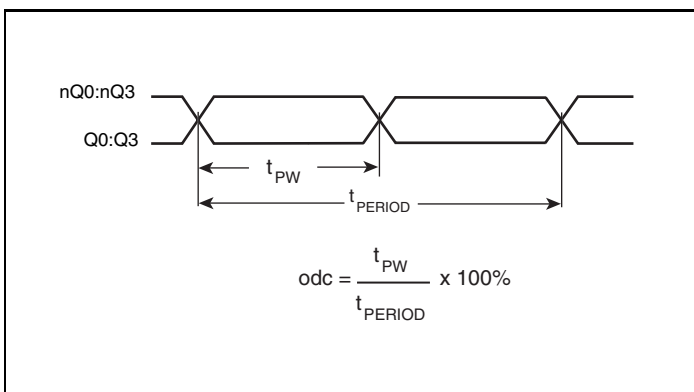 nQ0:nQ3
Q0:Q3
tPW
tPERIOD
odc = tPW / tPERIOD x 100%